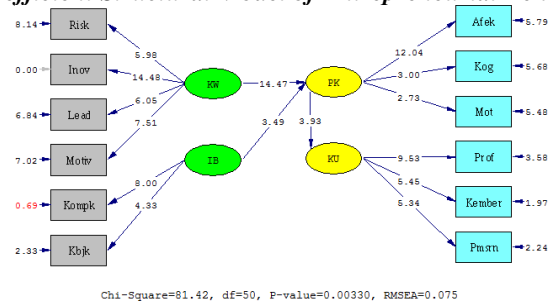 8.14 Risk
0.00 Inov
6.84 Lead
7.02 Motiv
0.69 Kompk
2.33 Kbjk
5.98
14.48
6.05
7.51
8.00
4.33
KW
IB
14.47
3.49
PK
3.93
KU
12.04
3.00
2.73
9.53
5.45
5.34
Afek 5.79
Kog 5.68
Mot 5.48
Prof 3.58
Kember 1.97
Pmsrn 2.24
Chi-Square=81.42, df=50, P-value=0.00330, RMSEA=0.075